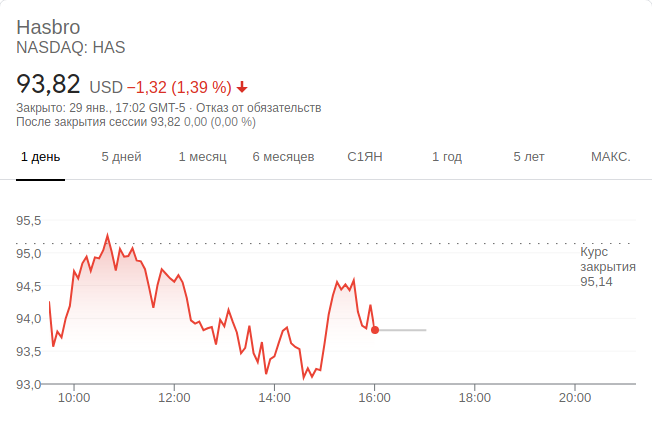 Hasbro
NASDAQ: HAS
93,82 USD −1,32 (1,39 %)
Закрыто: 29 янв., 17:02 GMT-5 · Отказ от обязательств
После закрытия сессии 93,82 0,00 (0,00 %)
1 день 5 дней 1 месяц 6 месяцев С1ЯН 1 год 5 лет МАКС.
95,5
95,0
94,5
94,0
93,5
93,0
Курс
закрытия
95,14
10:00 12:00 14:00 16:00 18:00 20:00